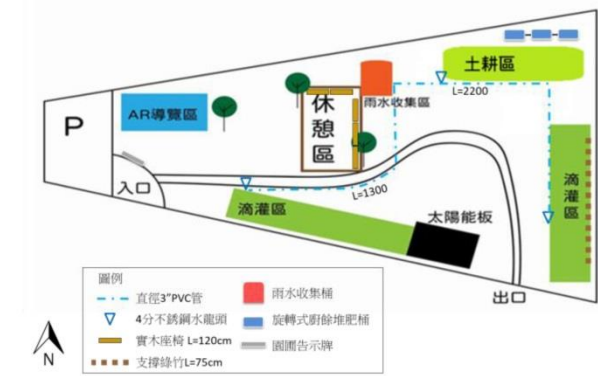 土耕區
L=2200
雨水收集區
休
憩
區
AR導覽區
P
入口
L=1300
滴灌區
太陽能板
滴
灌
區
出口
圖例
直徑3"PVC管
4分不銹鋼水龍頭
實木座椅 L=120cm
支撐綠竹L=75cm
雨水收集桶
旋轉式廚餘堆肥桶
園圃告示牌
N